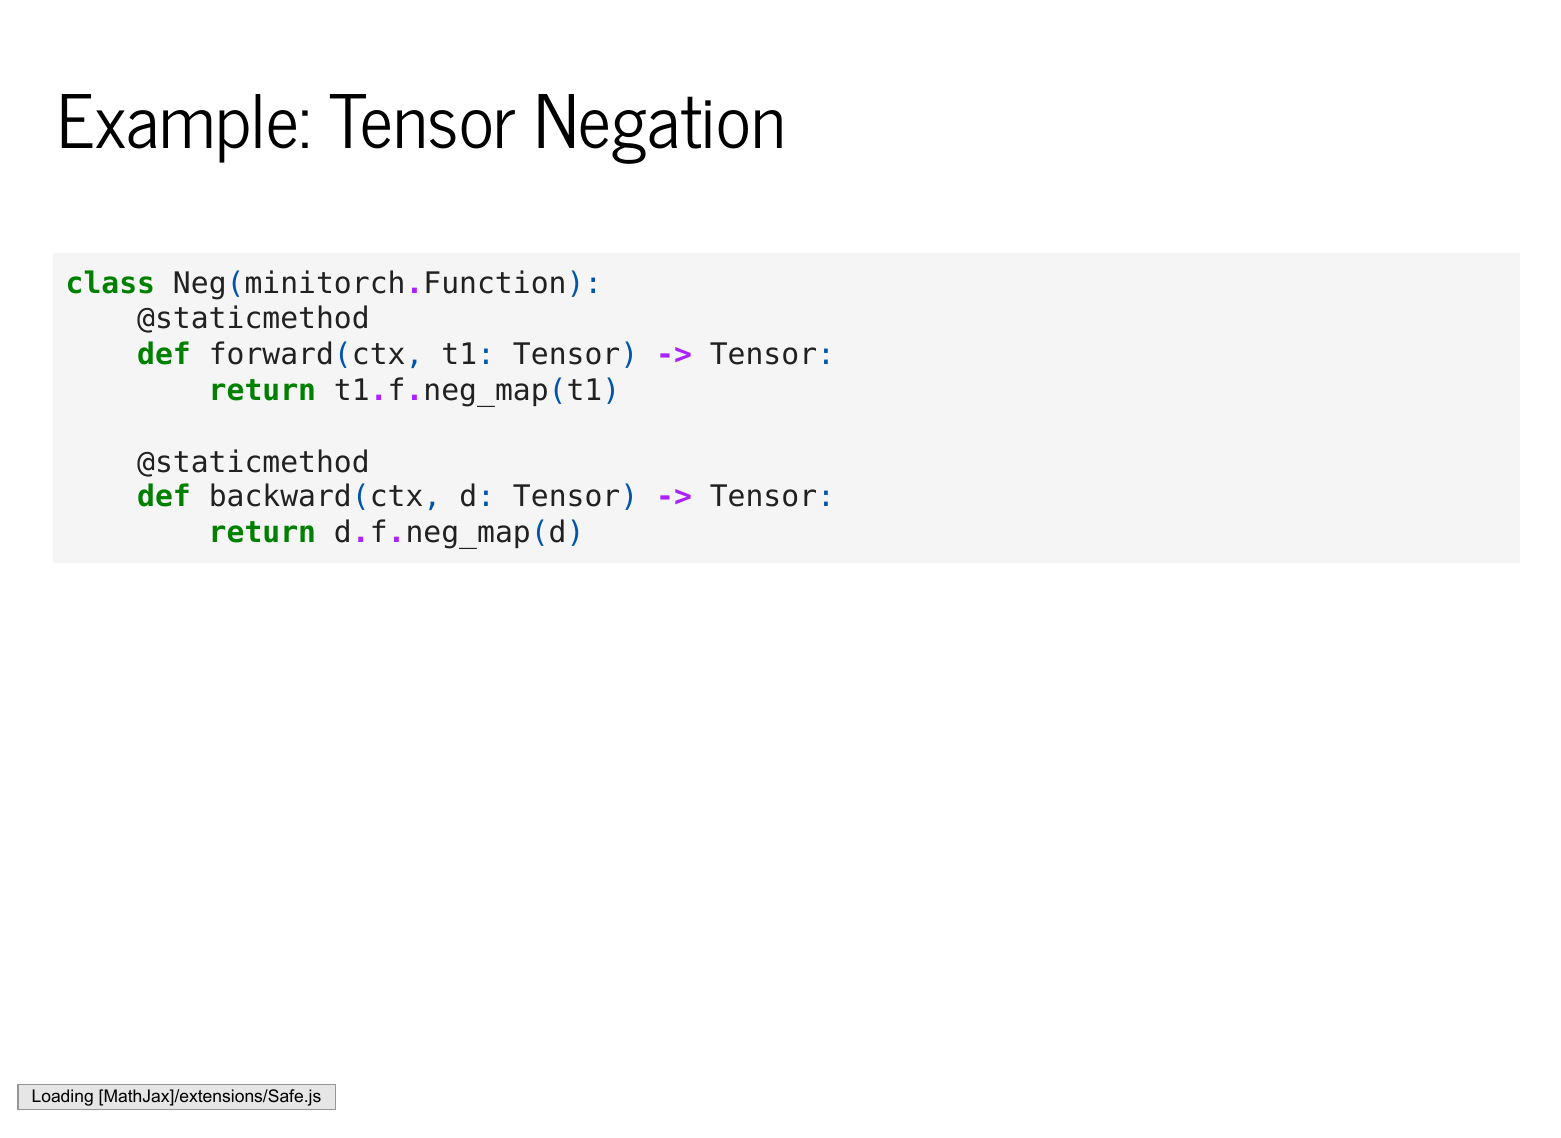 Example: Tensor Negation
class Neg(minitorch.Function):
    @staticmethod
    def forward(ctx, t1: Tensor) -> Tensor:
        return t1.f.neg_map(t1)

    @staticmethod
    def backward(ctx, d: Tensor) -> Tensor:
        return d.f.neg_map(d)
Loading [MathJax]/extensions/Safe.js